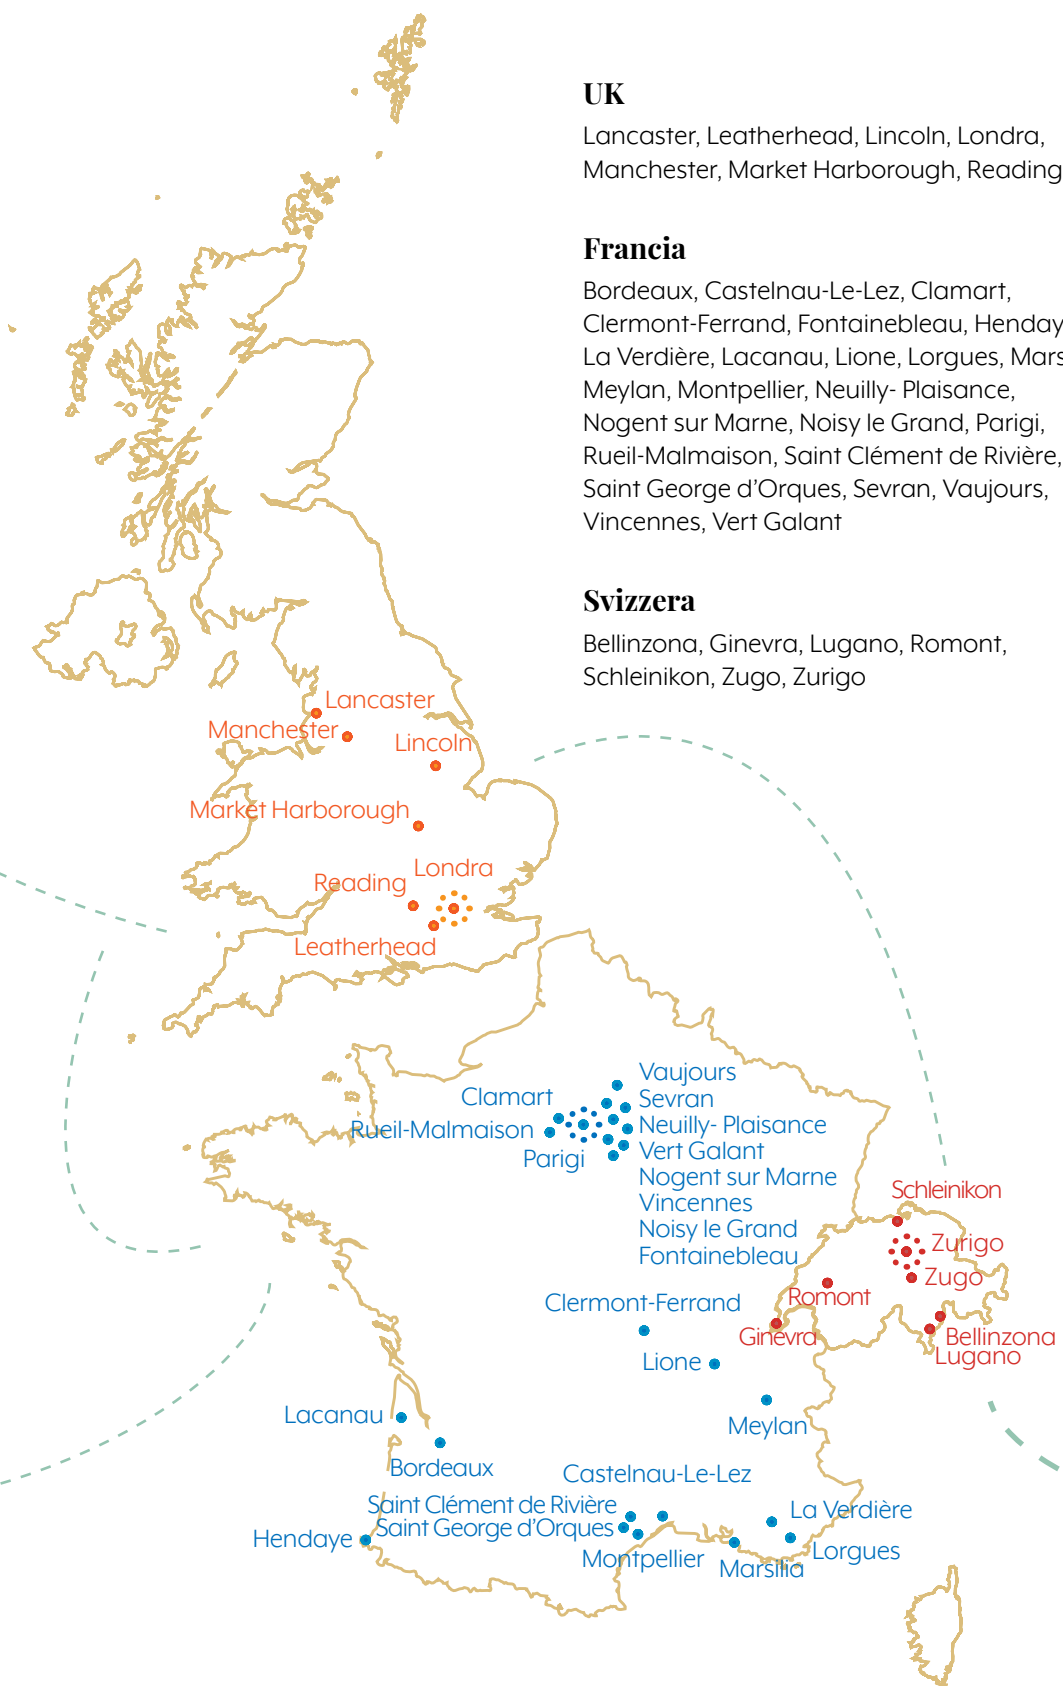 UK
Lancaster, Leatherhead, Lincoln, Londra,
Manchester, Market Harborough, Reading
Francia
Bordeaux, Castelnau-Le-Lez, Clamart,
Clermont-Ferrand, Fontainebleau, Henday
La Verdière, Lacanau, Lione, Lorgues, Mars
Meylan, Montpellier, Neuilly- Plaisance,
Nogent sur Marne, Noisy le Grand, Parigi,
Rueil-Malmaison, Saint Clément de Rivière,
Saint George d’Orques, Sevran, Vaujours,
Vincennes, Vert Galant
Svizzera
Bellinzona, Ginevra, Lugano, Romont,
Schleinikon, Zugo, Zurigo
Lancaster
Manchester
Lincoln
Market Harborough
Londra
Reading
Leatherhead
Vaujours
Clamart
Sevran
Rueil-Malmaison
Neuilly- Plaisance
Parigi
Vert Galant
Nogent sur Marne
Vincennes
Noisy le Grand
Fontainebleau
Schleinikon
Zurigo
Zugo
Romont
Clermont-Ferrand
Ginevra
Bellinzona
Lugano
Lione
Lacanau
Meylan
Bordeaux
Castelnau-Le-Lez
Saint Clément de Rivière
La Verdière
Saint George d’Orques
Hendaye
Lorgues
Montpellier
Marsilia